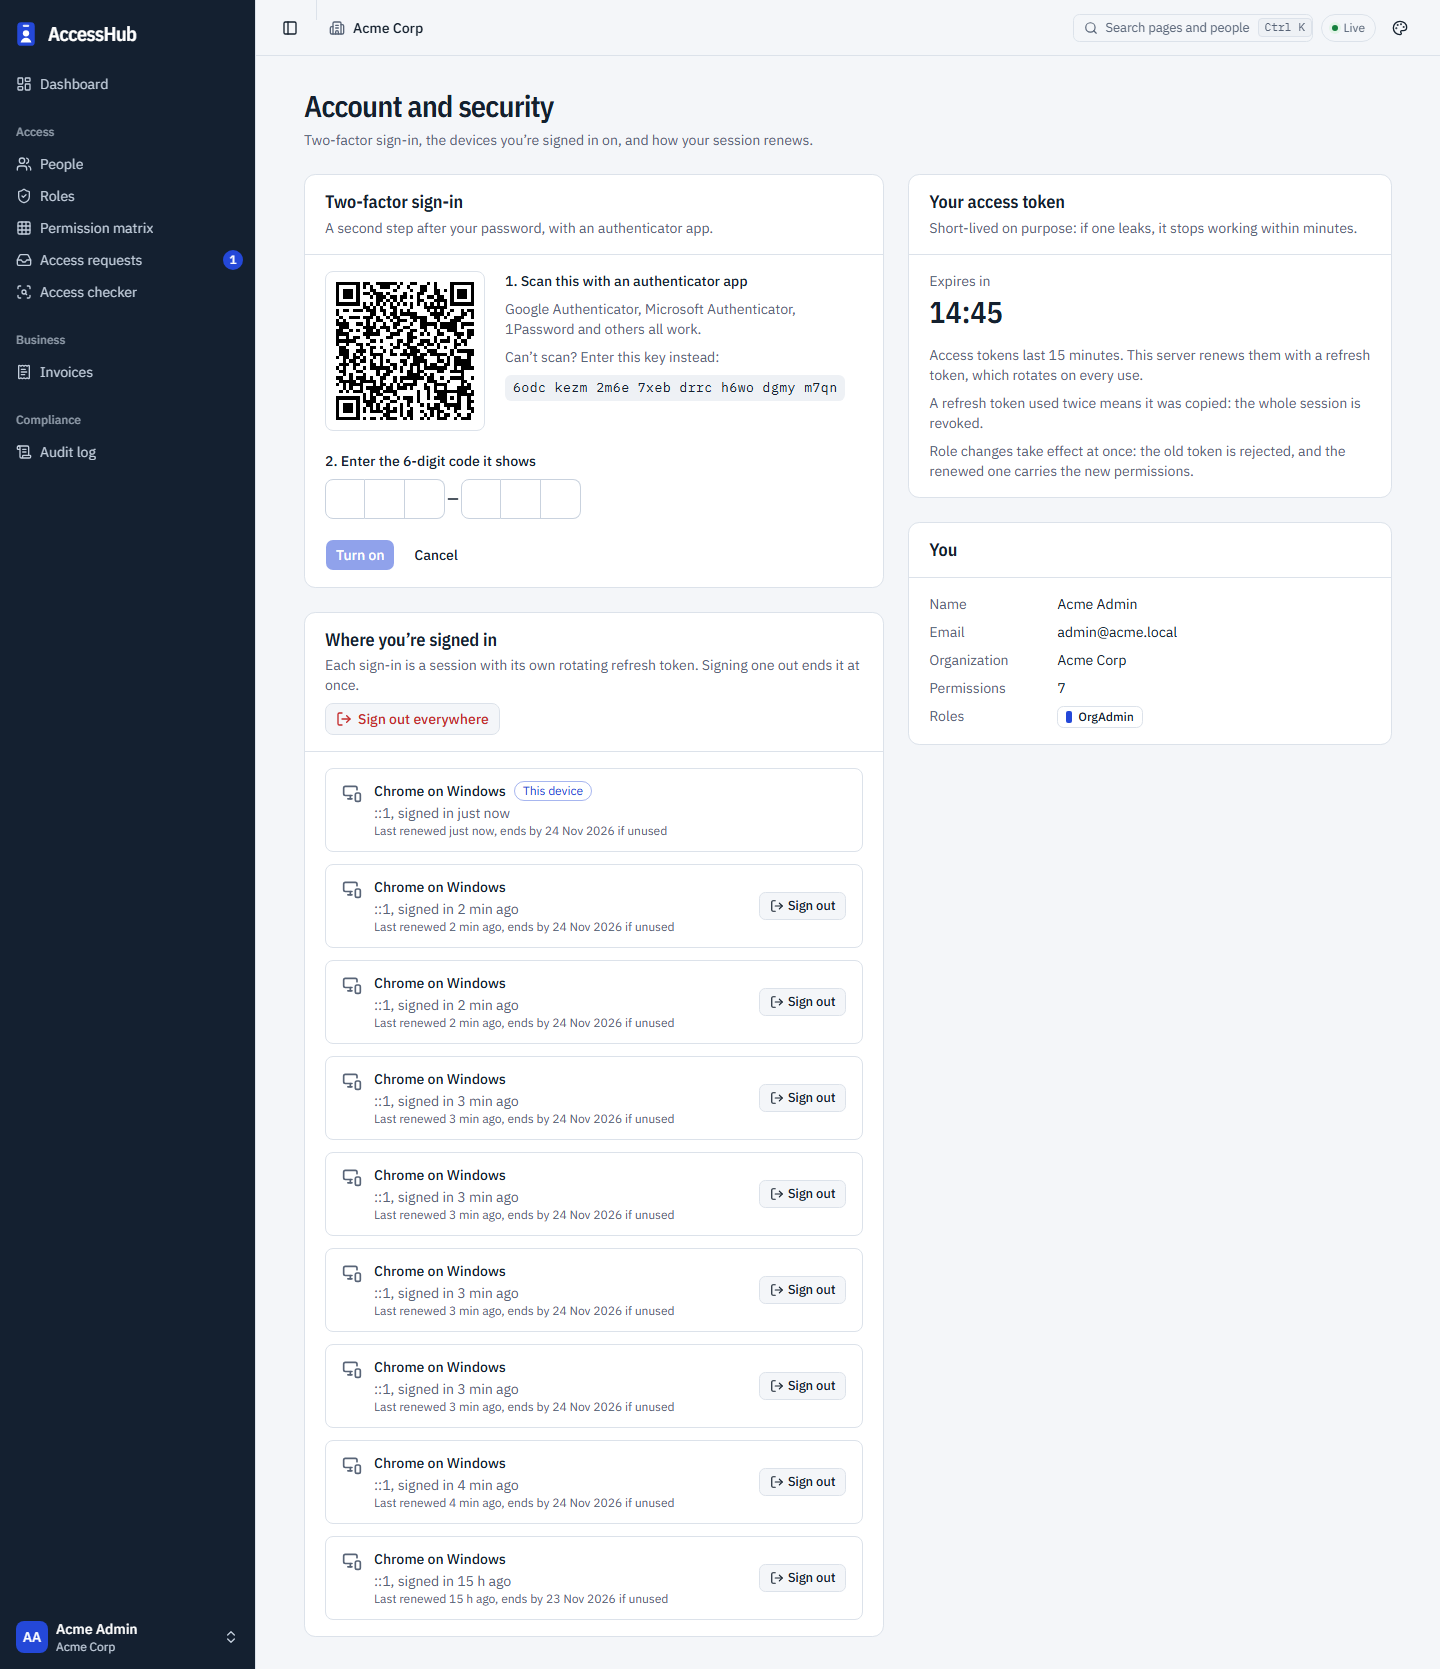 AccessHub
Dashboard
Access
People
Roles
Permission matrix
Access requests 1
Access checker
Business
Invoices
Compliance
Audit log
AA
Acme Admin
Acme Corp
Acme Corp
Search pages and people Ctrl K
Live
Account and security
Two-factor sign-in, the devices you’re signed in on, and how your session renews.
Two-factor sign-in
A second step after your password, with an authenticator app.
1. Scan this with an authenticator app
Google Authenticator, Microsoft Authenticator,
1Password and others all work.
Can’t scan? Enter this key instead:
6odc kezm 2m6e 7xeb drrc h6wo dgmy m7qn
2. Enter the 6-digit code it shows
Turn on Cancel
Where you’re signed in
Each sign-in is a session with its own rotating refresh token. Signing one out ends it at
once.
Sign out everywhere
Chrome on Windows This device
::1, signed in just now
Last renewed just now, ends by 24 Nov 2026 if unused
Chrome on Windows
::1, signed in 2 min ago
Last renewed 2 min ago, ends by 24 Nov 2026 if unused
Sign out
Chrome on Windows
::1, signed in 2 min ago
Last renewed 2 min ago, ends by 24 Nov 2026 if unused
Sign out
Chrome on Windows
::1, signed in 3 min ago
Last renewed 3 min ago, ends by 24 Nov 2026 if unused
Sign out
Chrome on Windows
::1, signed in 3 min ago
Last renewed 3 min ago, ends by 24 Nov 2026 if unused
Sign out
Chrome on Windows
::1, signed in 3 min ago
Last renewed 3 min ago, ends by 24 Nov 2026 if unused
Sign out
Chrome on Windows
::1, signed in 3 min ago
Last renewed 3 min ago, ends by 24 Nov 2026 if unused
Sign out
Chrome on Windows
::1, signed in 4 min ago
Last renewed 4 min ago, ends by 24 Nov 2026 if unused
Sign out
Chrome on Windows
::1, signed in 15 h ago
Last renewed 15 h ago, ends by 23 Nov 2026 if unused
Sign out
Your access token
Short-lived on purpose: if one leaks, it stops working within minutes.
Expires in
14:45
Access tokens last 15 minutes. This server renews them with a refresh
token, which rotates on every use.
A refresh token used twice means it was copied: the whole session is
revoked.
Role changes take effect at once: the old token is rejected, and the
renewed one carries the new permissions.
You
Name Acme Admin
Email admin@acme.local
Organization Acme Corp
Permissions 7
Roles OrgAdmin